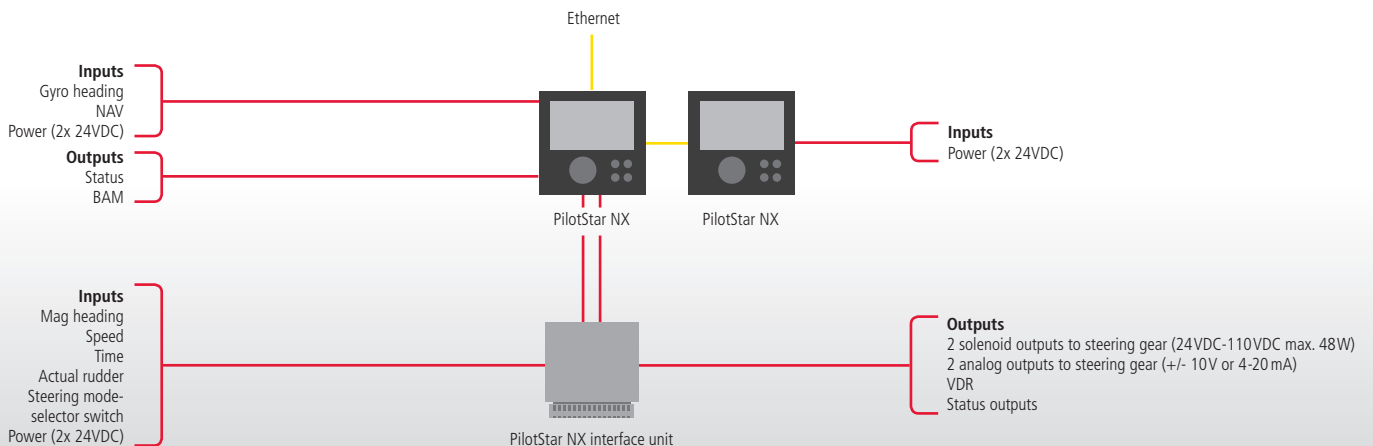 Ethernet
Inputs
Gyro heading
NAV
Power (2x 24VDC)
Outputs
Status
BAM
Inputs
Power (2x 24VDC)
PilotStar NX
PilotStar NX
Inputs
Mag heading
Speed
Time
Actual rudder
Steering mode-
selector switch
Power (2x 24VDC)
Outputs
2 solenoid outputs to steering gear (24VDC-110VDC max. 48W)
2 analog outputs to steering gear (+/- 10V or 4-20 mA)
VDR
Status outputs
PilotStar NX interface unit